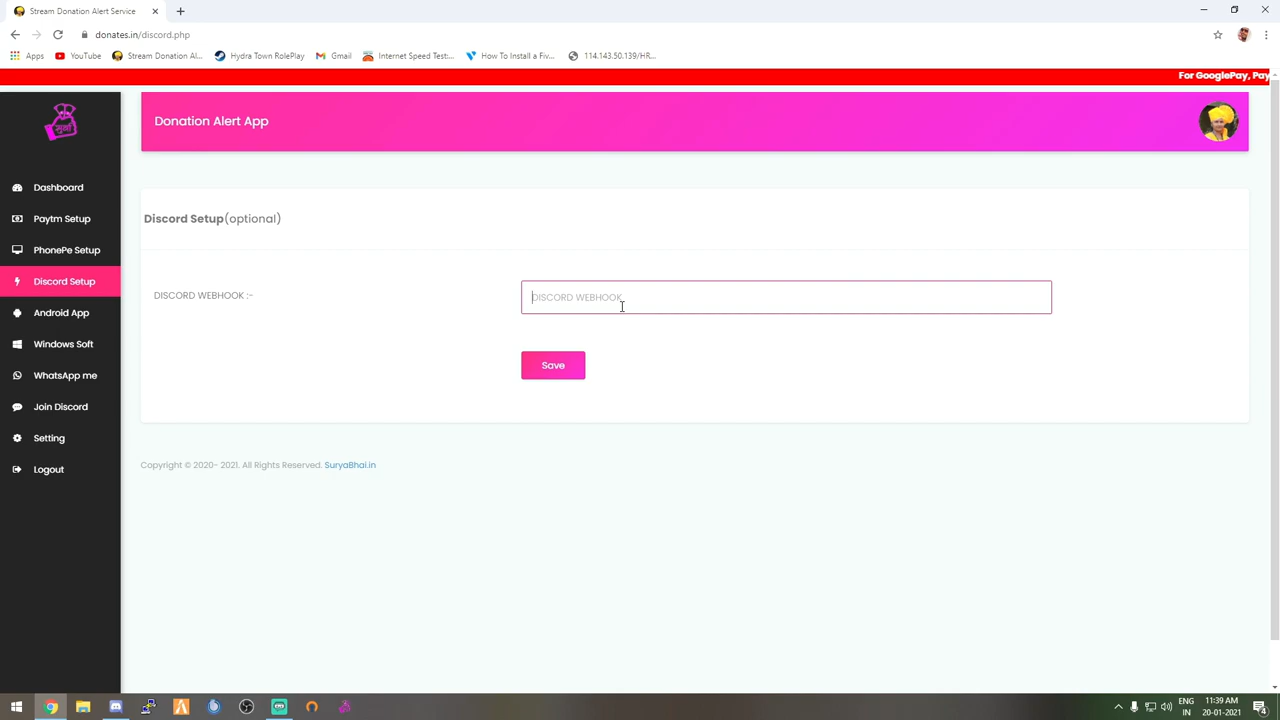 Stream Donation Alert Service
donates.in/discord.php
Apps
YouTube
Stream Donation Al...
Hydra Town RolePlay
Gmail
Internet Speed Test:...
How To Install a Fiv...
114.143.50.139/HR...
For GooglePay, Pay
मुन्ना
Donation Alert App
Dashboard
Paytm Setup
PhonePe Setup
Discord Setup
Android App
Windows Soft
WhatsApp me
Join Discord
Setting
Logout
Discord Setup(optional)
DISCORD WEBHOOK :-
DISCORD WEBHOOK
Save
Copyright © 2020- 2021. All Rights Reserved. SuryaBhai.in
ENG
IN
11:39 AM
20-01-2021
4